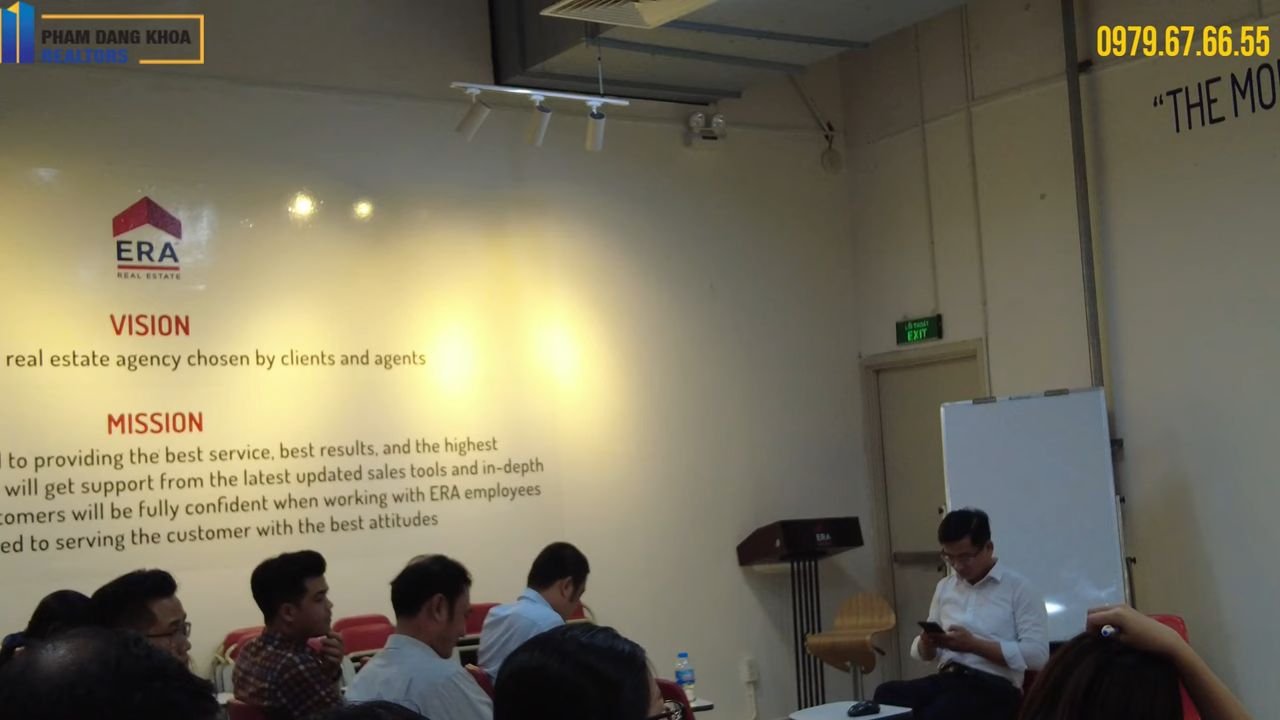 PHAM DANG KHOA
REALTORS
0979.67.66.55
“THE MO
ERA
REAL ESTATE
VISION
real estate agency chosen by clients and agents
MISSION
to providing the best service, best results, and the highest
will get support from the latest updated sales tools and in-depth
tomers will be fully confident when working with ERA employees
ed to serving the customer with the best attitudes
LỐI THOÁT
EXIT
ERA